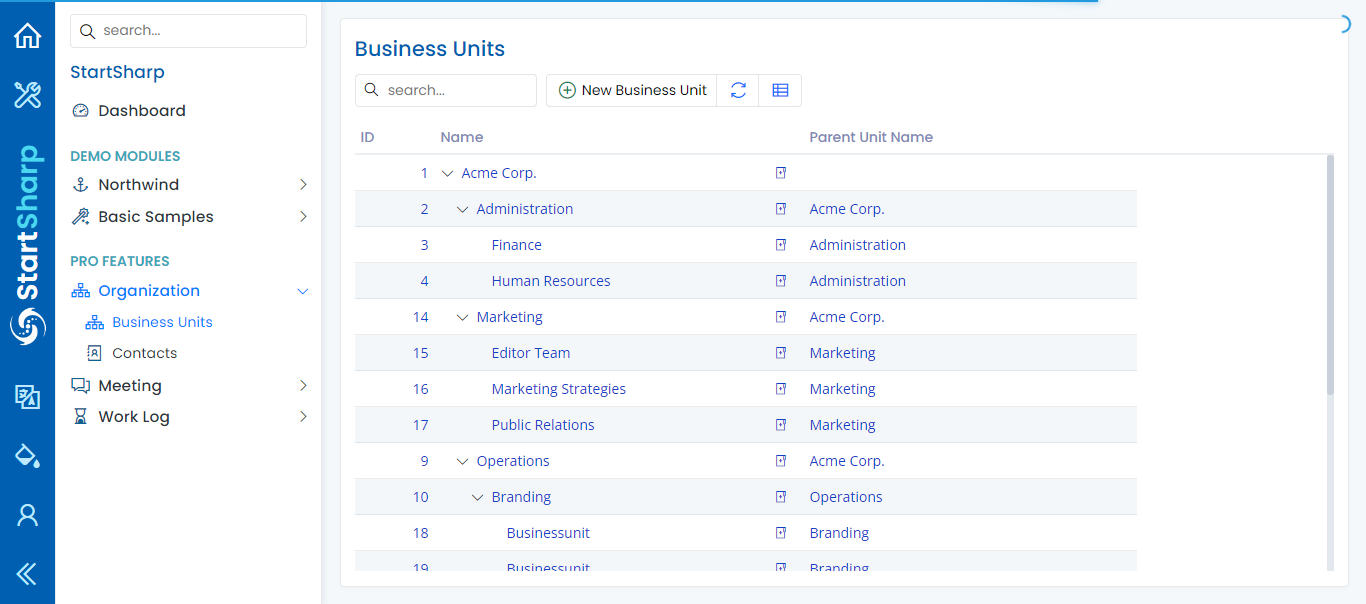 search...
StartSharp
Dashboard
DEMO MODULES
Northwind
Basic Samples
PRO FEATURES
Organization
Business Units
Contacts
Meeting
Work Log
StartSharp
Business Units
search...
New Business Unit
ID Name Parent Unit Name
1 Acme Corp.
2 Administration Acme Corp.
3 Finance Administration
4 Human Resources Administration
14 Marketing Acme Corp.
15 Editor Team Marketing
16 Marketing Strategies Marketing
17 Public Relations Marketing
9 Operations Acme Corp.
10 Branding Operations
18 Businessunit Branding
19 Businessunit Branding